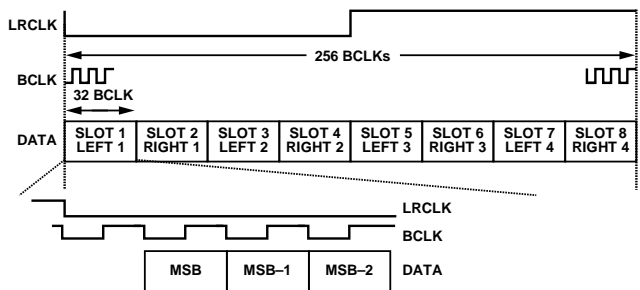 LRCLK
256 BCLKs
BCLK
32 BCLK
DATA
SLOT 1 LEFT 1
SLOT 2 RIGHT 1
SLOT 3 LEFT 2
SLOT 4 RIGHT 2
SLOT 5 LEFT 3
SLOT 6 RIGHT 3
SLOT 7 LEFT 4
SLOT 8 RIGHT 4
LRCLK
BCLK
MSB
MSB–1
MSB–2
DATA